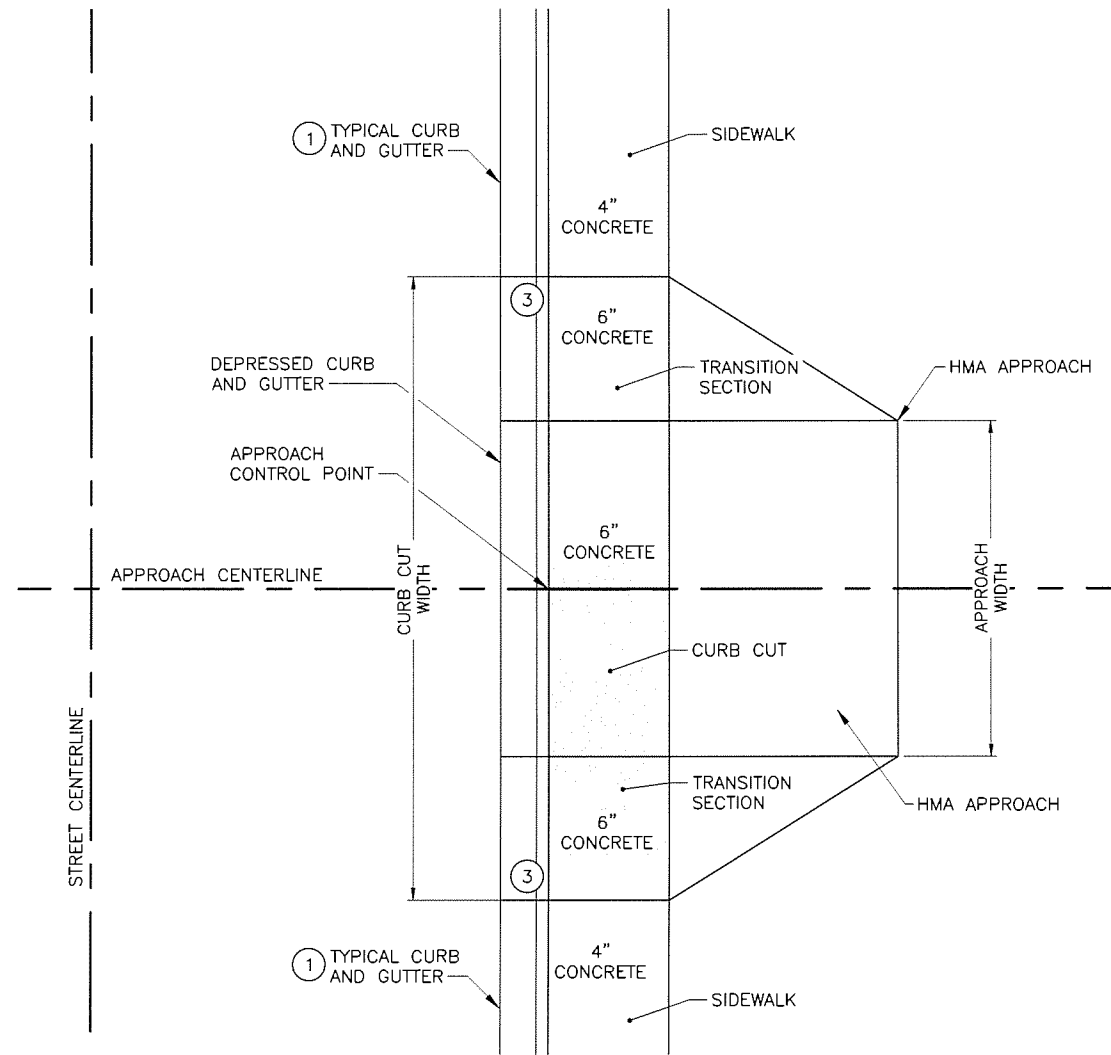 1 TYPICAL CURB
AND GUTTER
SIDEWALK
4"
CONCRETE
3
6"
CONCRETE
DEPRESSED CURB
AND GUTTER
TRANSITION
SECTION
HMA APPROACH
APPROACH
CONTROL POINT
6"
CONCRETE
APPROACH CENTERLINE
CURB CUT
WIDTH
APPROACH
WIDTH
CURB CUT
STREET CENTERLINE
TRANSITION
SECTION
HMA APPROACH
6"
CONCRETE
3
1 TYPICAL CURB
AND GUTTER
4"
CONCRETE
SIDEWALK